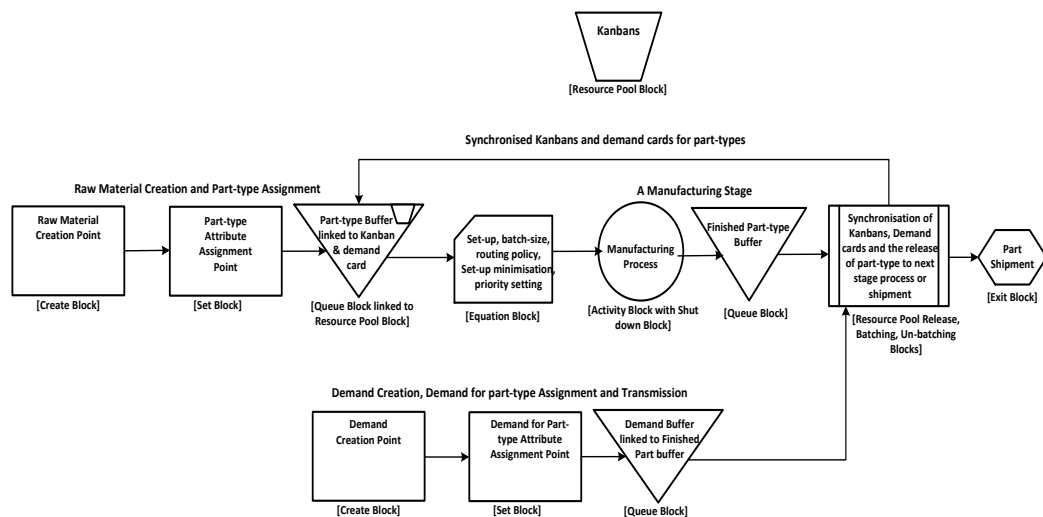 Kanbans
[Resource Pool Block]
Synchronised Kanbans and demand cards for part-types
Raw Material Creation and Part-type Assignment
A Manufacturing Stage
Raw Material
Creation Point
[Create Block]
Part-type
Attribute
Assignment
Point
[Set Block]
Part-type Buffer
linked to Kanban
& demand
card
[Queue Block linked to
Resource Pool Block]
Set-up, batch-size,
routing policy,
Set-up minimisation,
priority setting
[Equation Block]
Manufacturing
Process
[Activity Block with Shut
down Block]
Finished Part-type
Buffer
[Queue Block]
Synchronisation of
Kanbans, Demand
cards and the release
of part-type to next
stage process or
shipment
[Resource Pool Release,
Batching, Un-batching
Blocks]
Part
Shipment
[Exit Block]
Demand Creation, Demand for part-type Assignment and Transmission
Demand
Creation Point
[Create Block]
Demand for Part-
type Attribute
Assignment Point
[Set Block]
Demand Buffer
linked to Finished
Part buffer
[Queue Block]